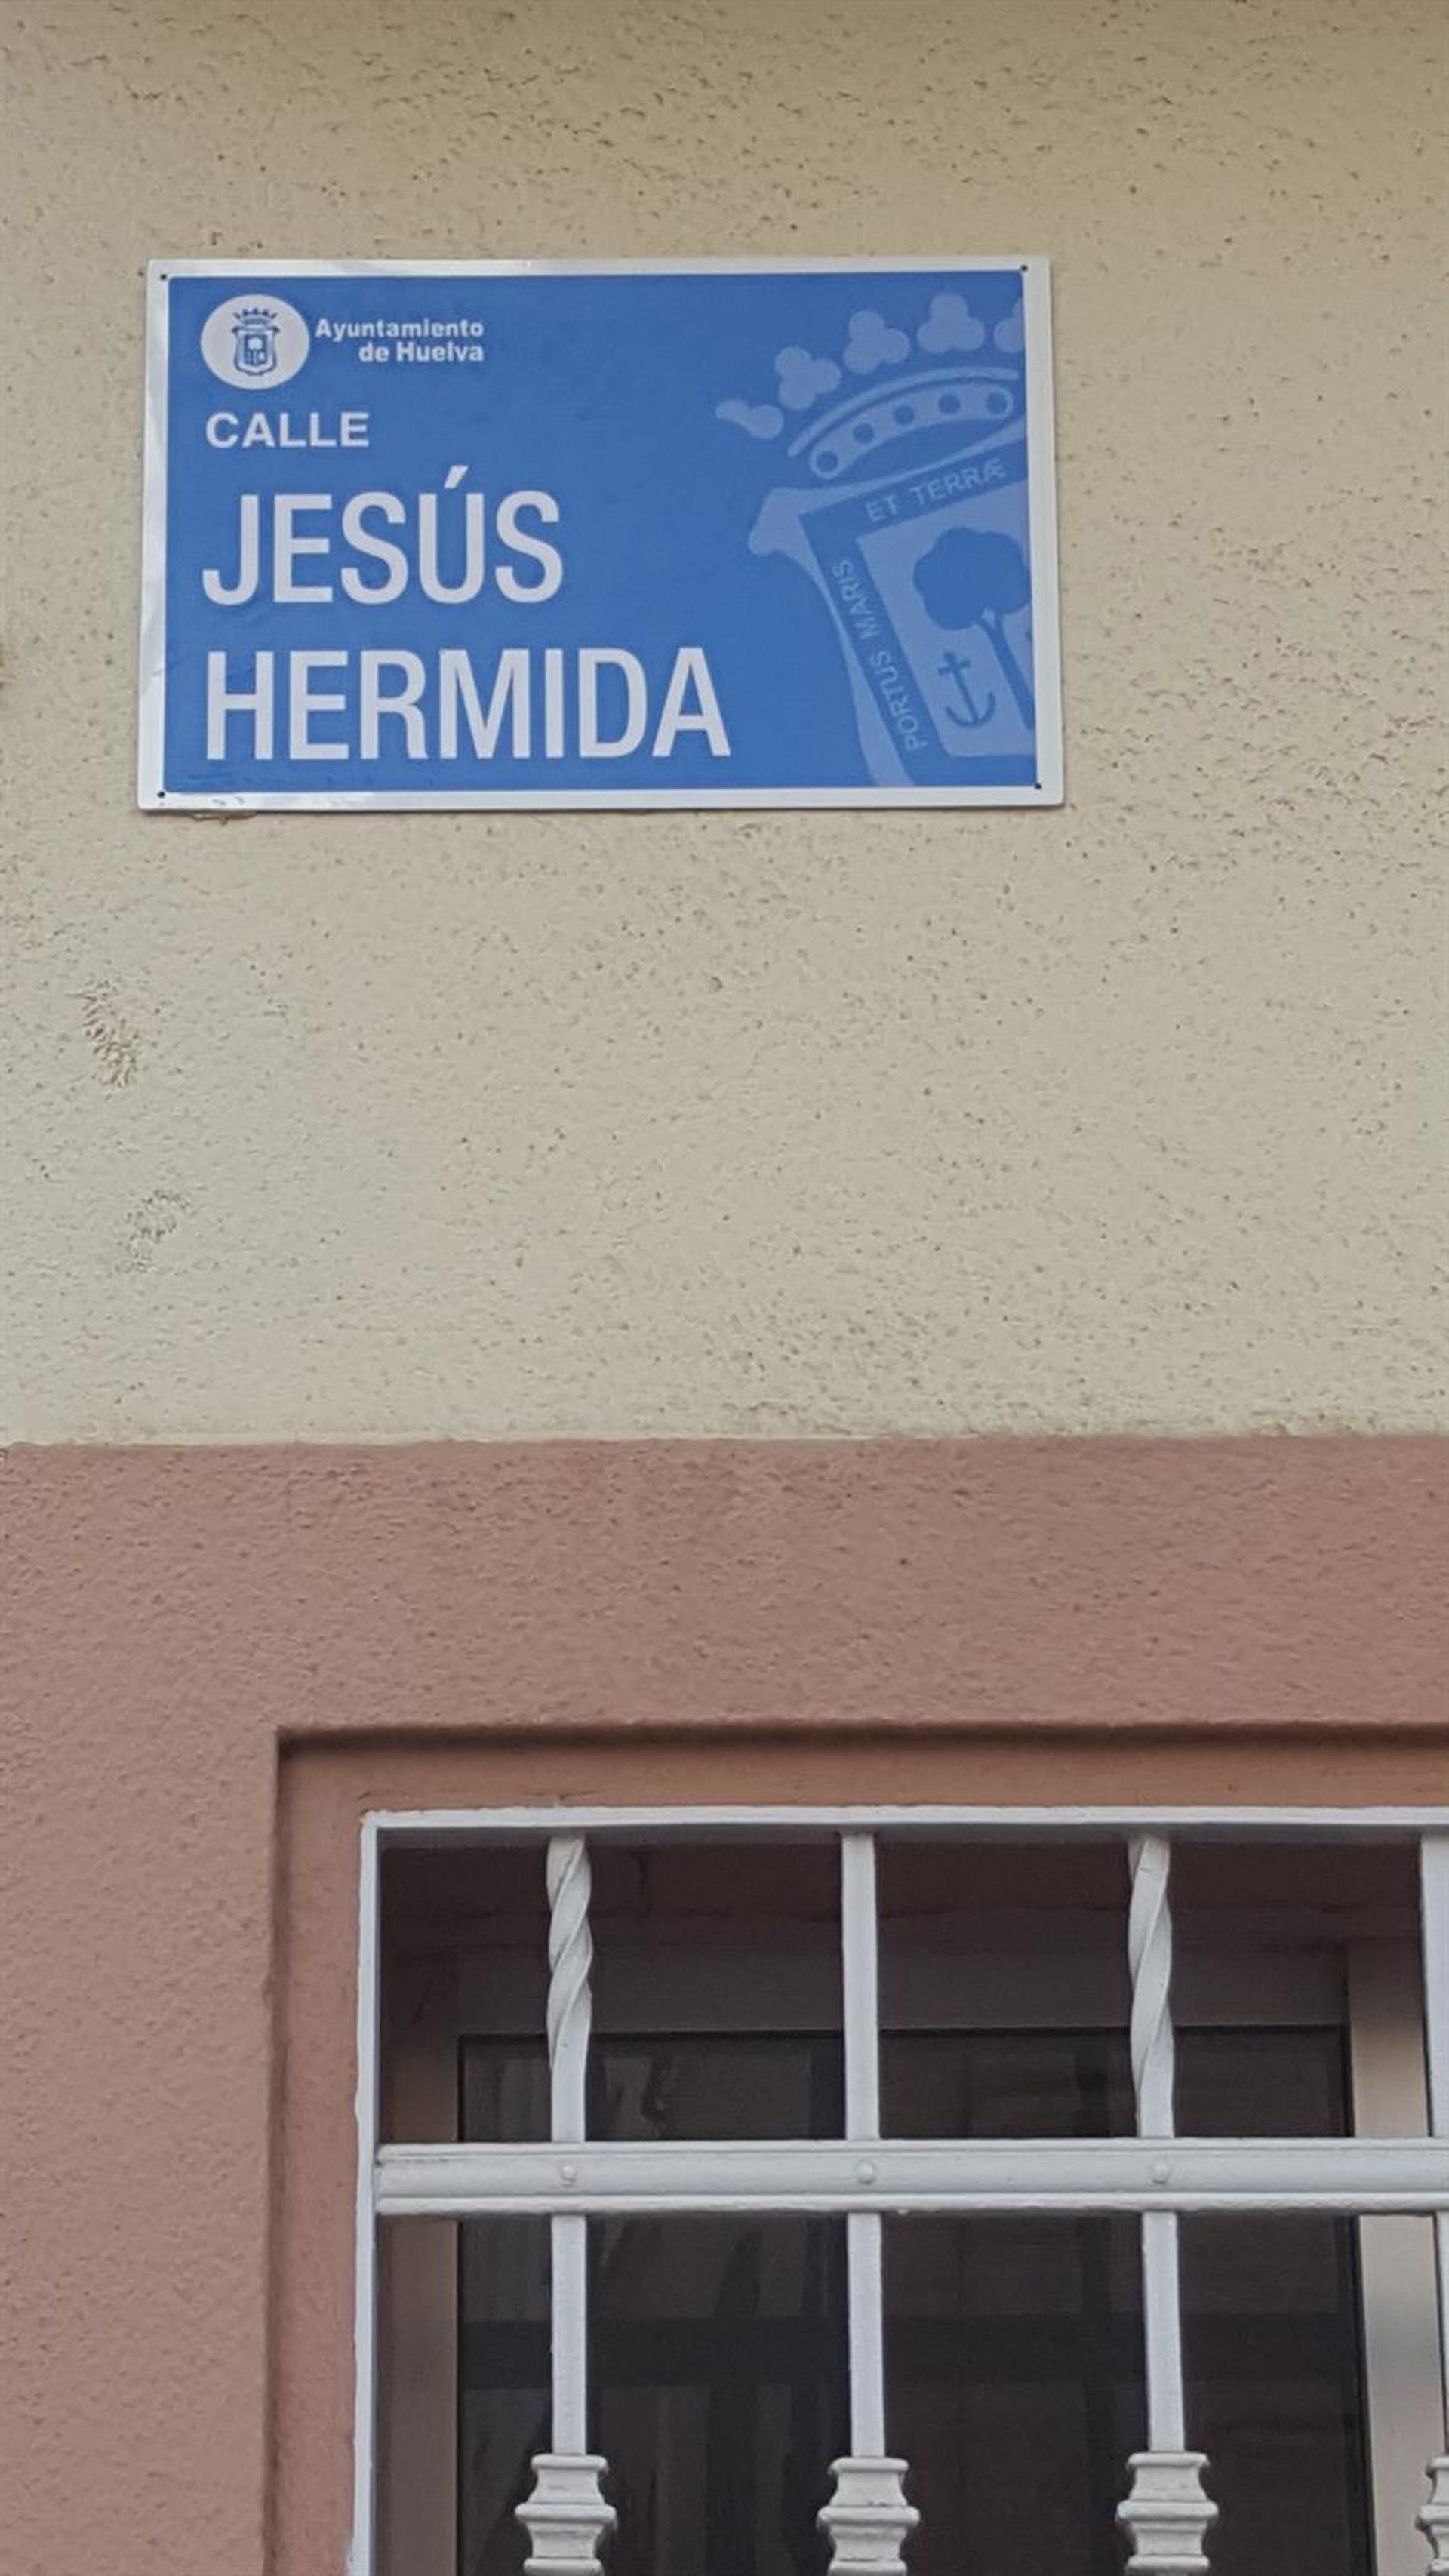 Ayuntamiento
de Huelva
CALLE
JESÚS
HERMIDA
PORTUS MARIS
ET TERRÆ